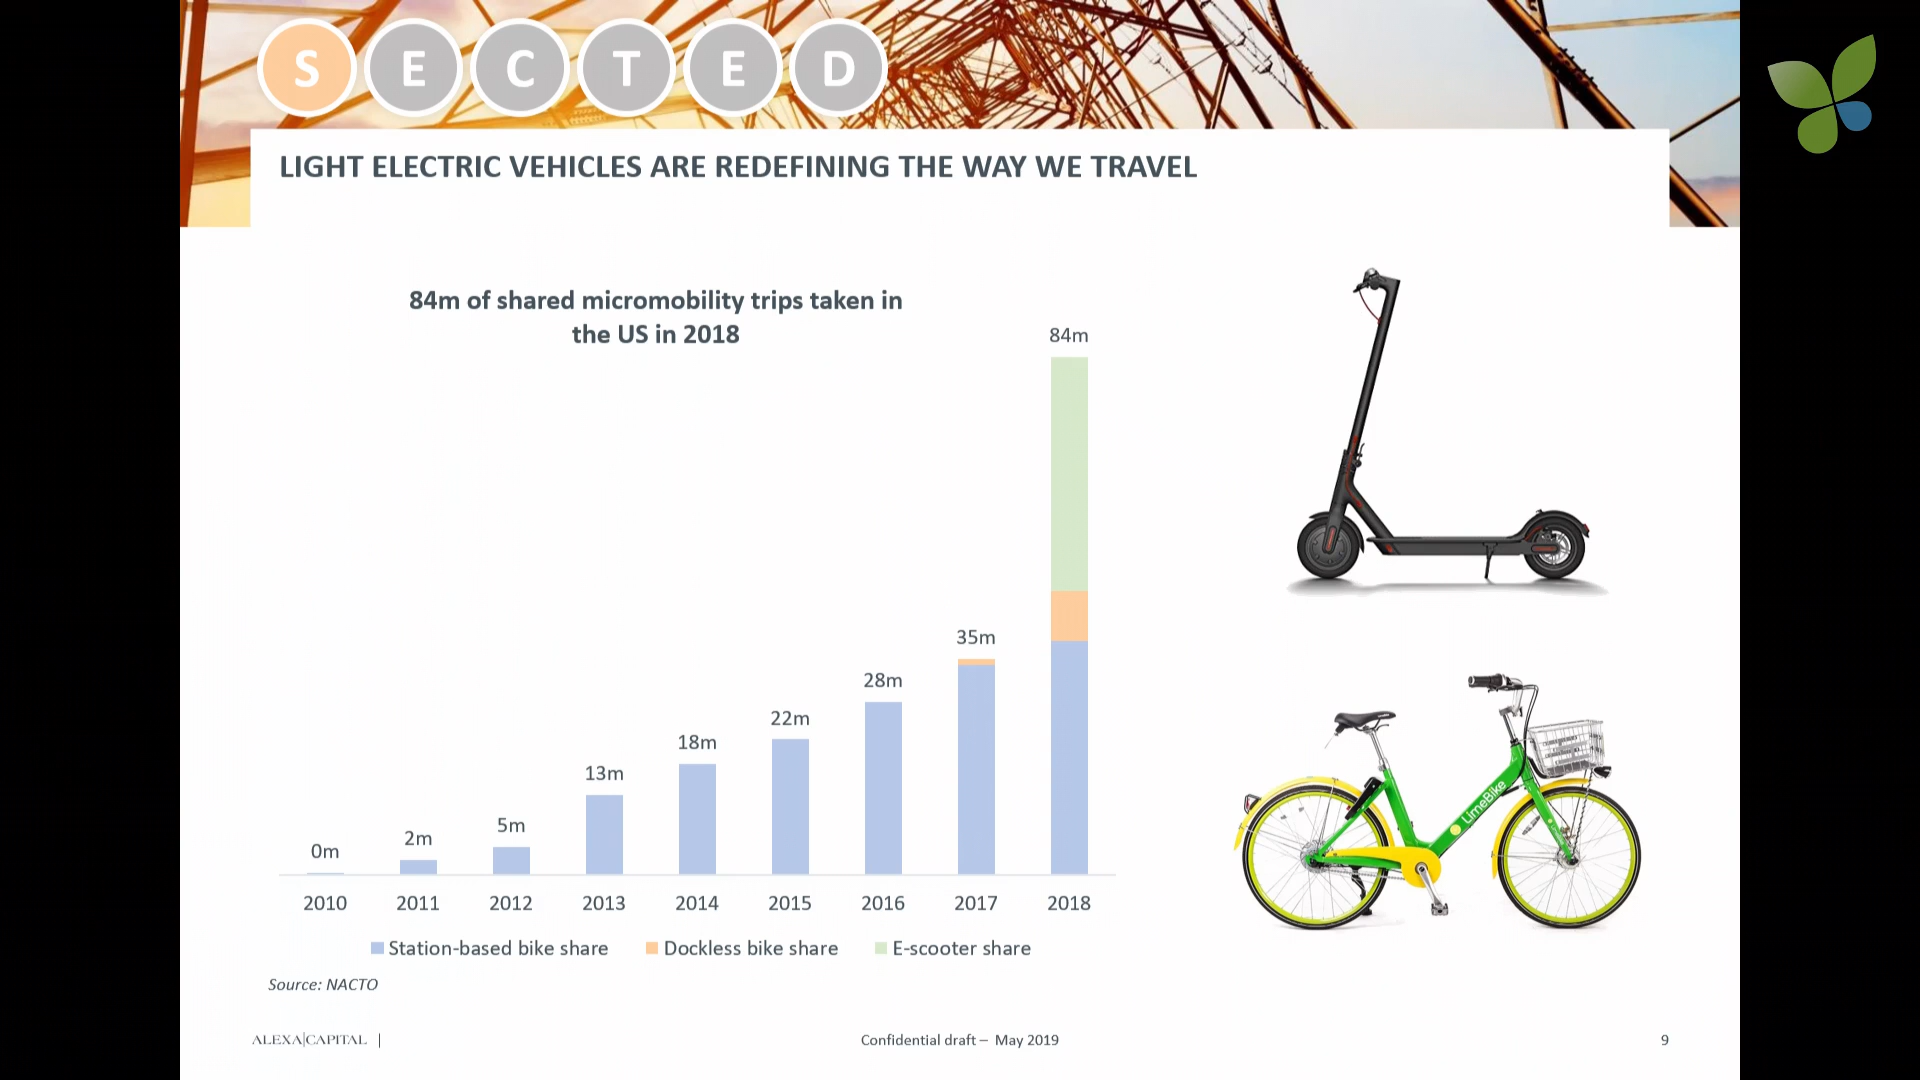 S E C T E D
LIGHT ELECTRIC VEHICLES ARE REDEFINING THE WAY WE TRAVEL
84m of shared micromobility trips taken in
the US in 2018
84m
35m
28m
22m
18m
13m
5m
2m
0m
2010 2011 2012 2013 2014 2015 2016 2017 2018
Station-based bike share Dockless bike share E-scooter share
LimeBike
Source: NACTO
ALEXA|CAPITAL | Confidential draft – May 2019 9